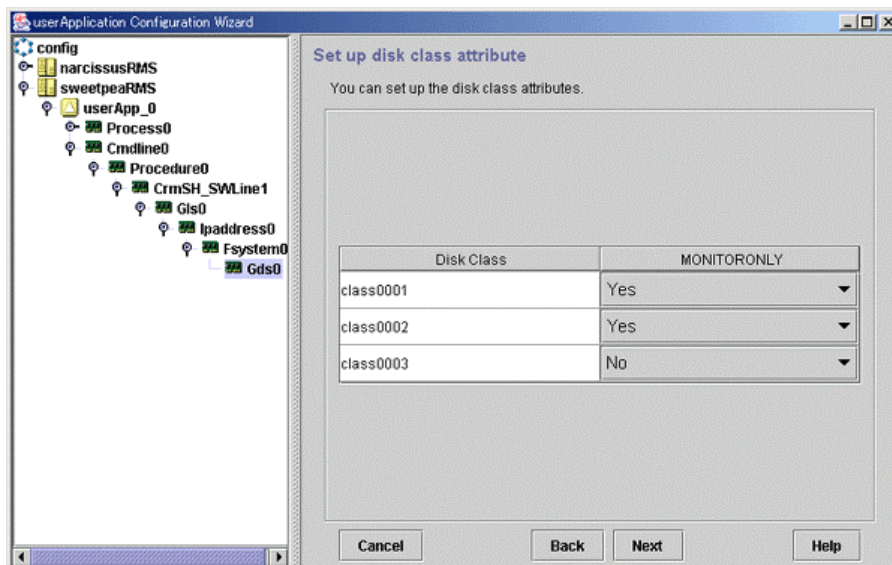 userApplication Configuration Wizard
config
narcissusRMS
sweetpeaRMS
userApp_0
Process0
Cmdline0
Procedure0
CrmSH_SWLine1
Gls0
Ipaddress0
Fsystem0
Gds0
Set up disk class attribute
You can set up the disk class attributes.
Disk Class MONITORONLY
class0001 Yes
class0002 Yes
class0003 No
Cancel Back Next Help